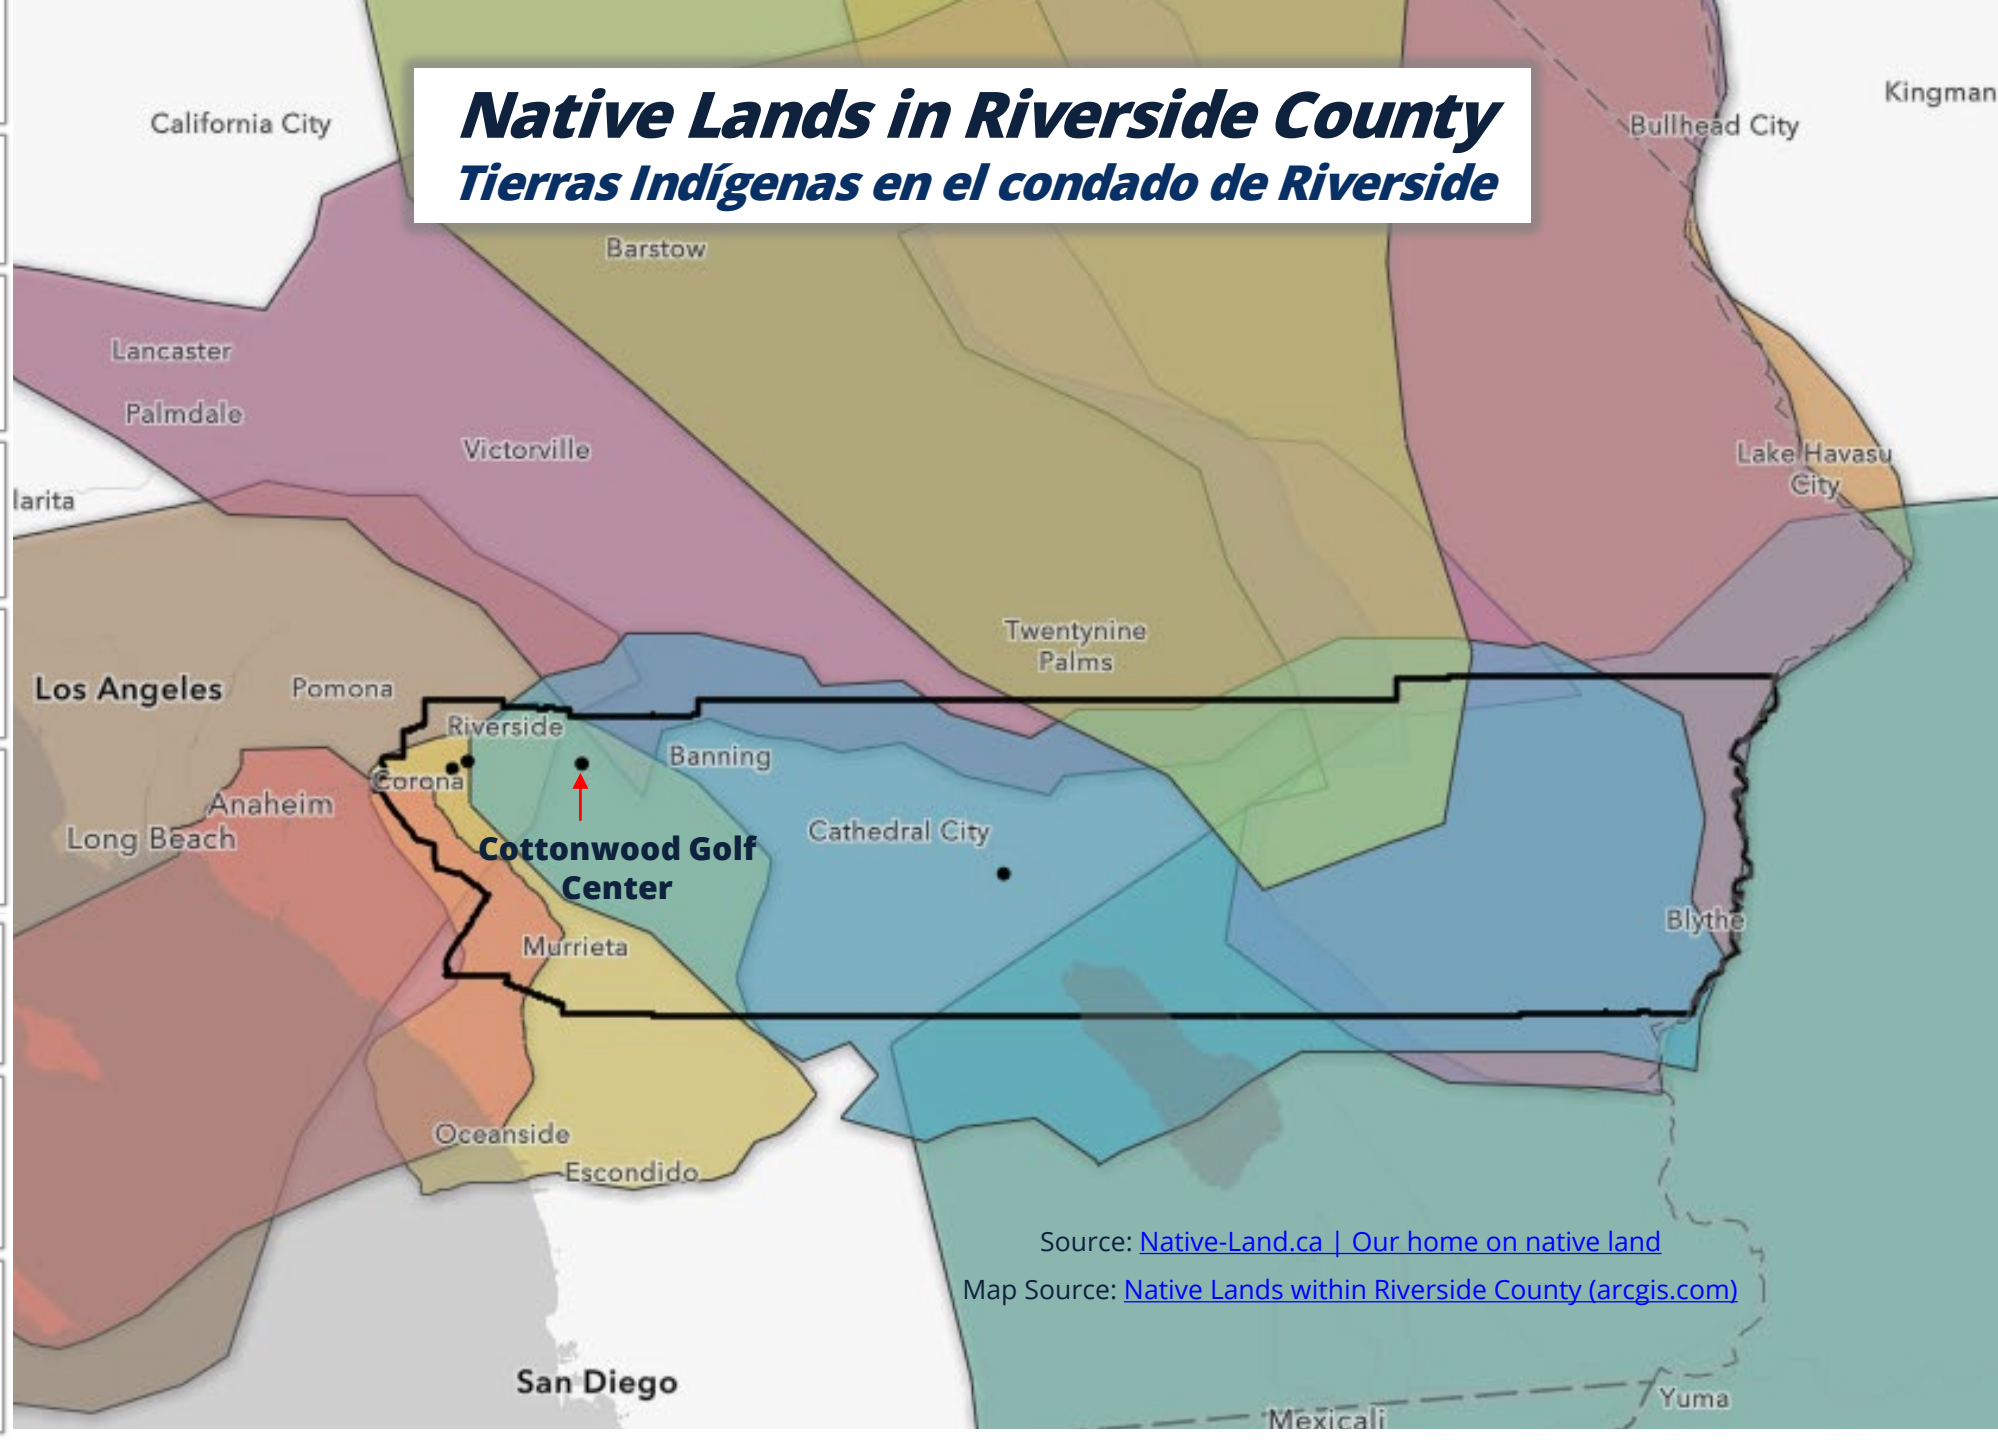 Native Lands in Riverside County
Tierras Indígenas en el condado de Riverside
California City
Kingman
Bullhead City
Barstow
Lancaster
Palmdale
Victorville
Lake Havasu
City
larita
Twentynine
Palms
Los Angeles
Pomona
Riverside
Banning
Corona
Anaheim
Long Beach
Cathedral City
Cottonwood Golf
Center
Blythe
Murrieta
Oceanside
Escondido
Source: Native-Land.ca | Our home on native land
Map Source: Native Lands within Riverside County (arcgis.com)
San Diego
Yuma
Mexicali